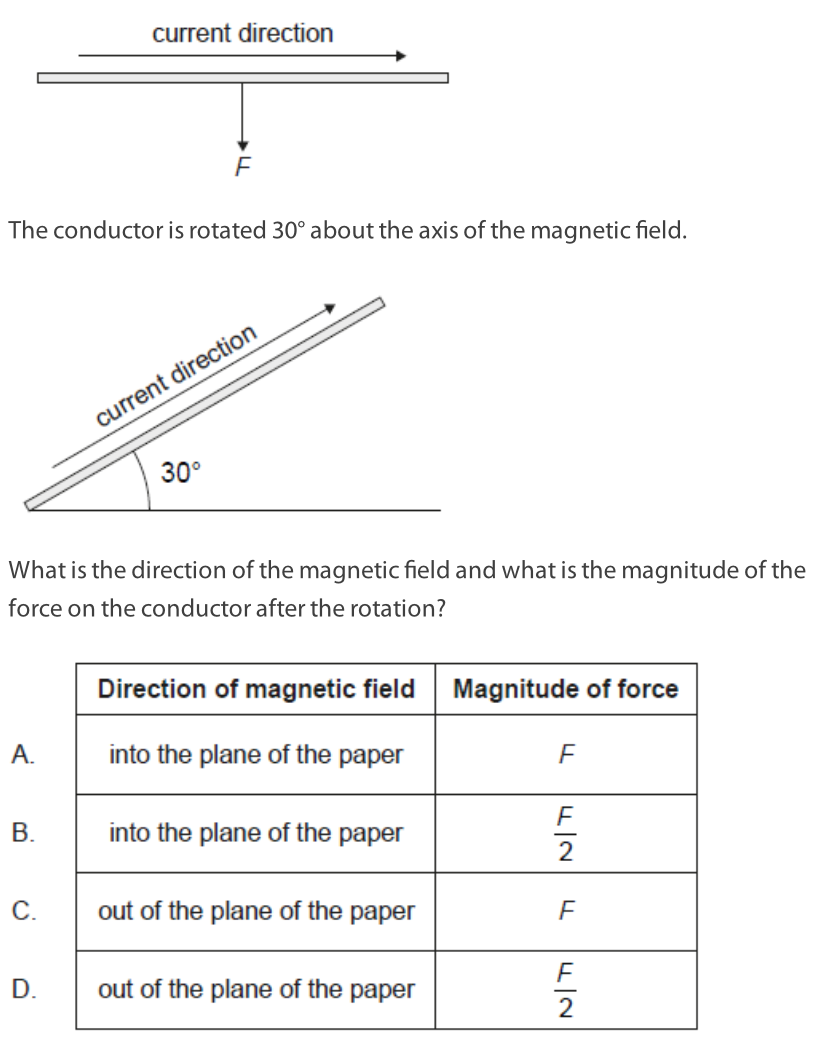 current direction
F
The conductor is rotated 30° about the axis of the magnetic field.
current direction
30°
What is the direction of the magnetic field and what is the magnitude of the
force on the conductor after the rotation?
Direction of magnetic field Magnitude of force
A. into the plane of the paper F
B. into the plane of the paper F/2
C. out of the plane of the paper F
D. out of the plane of the paper F/2